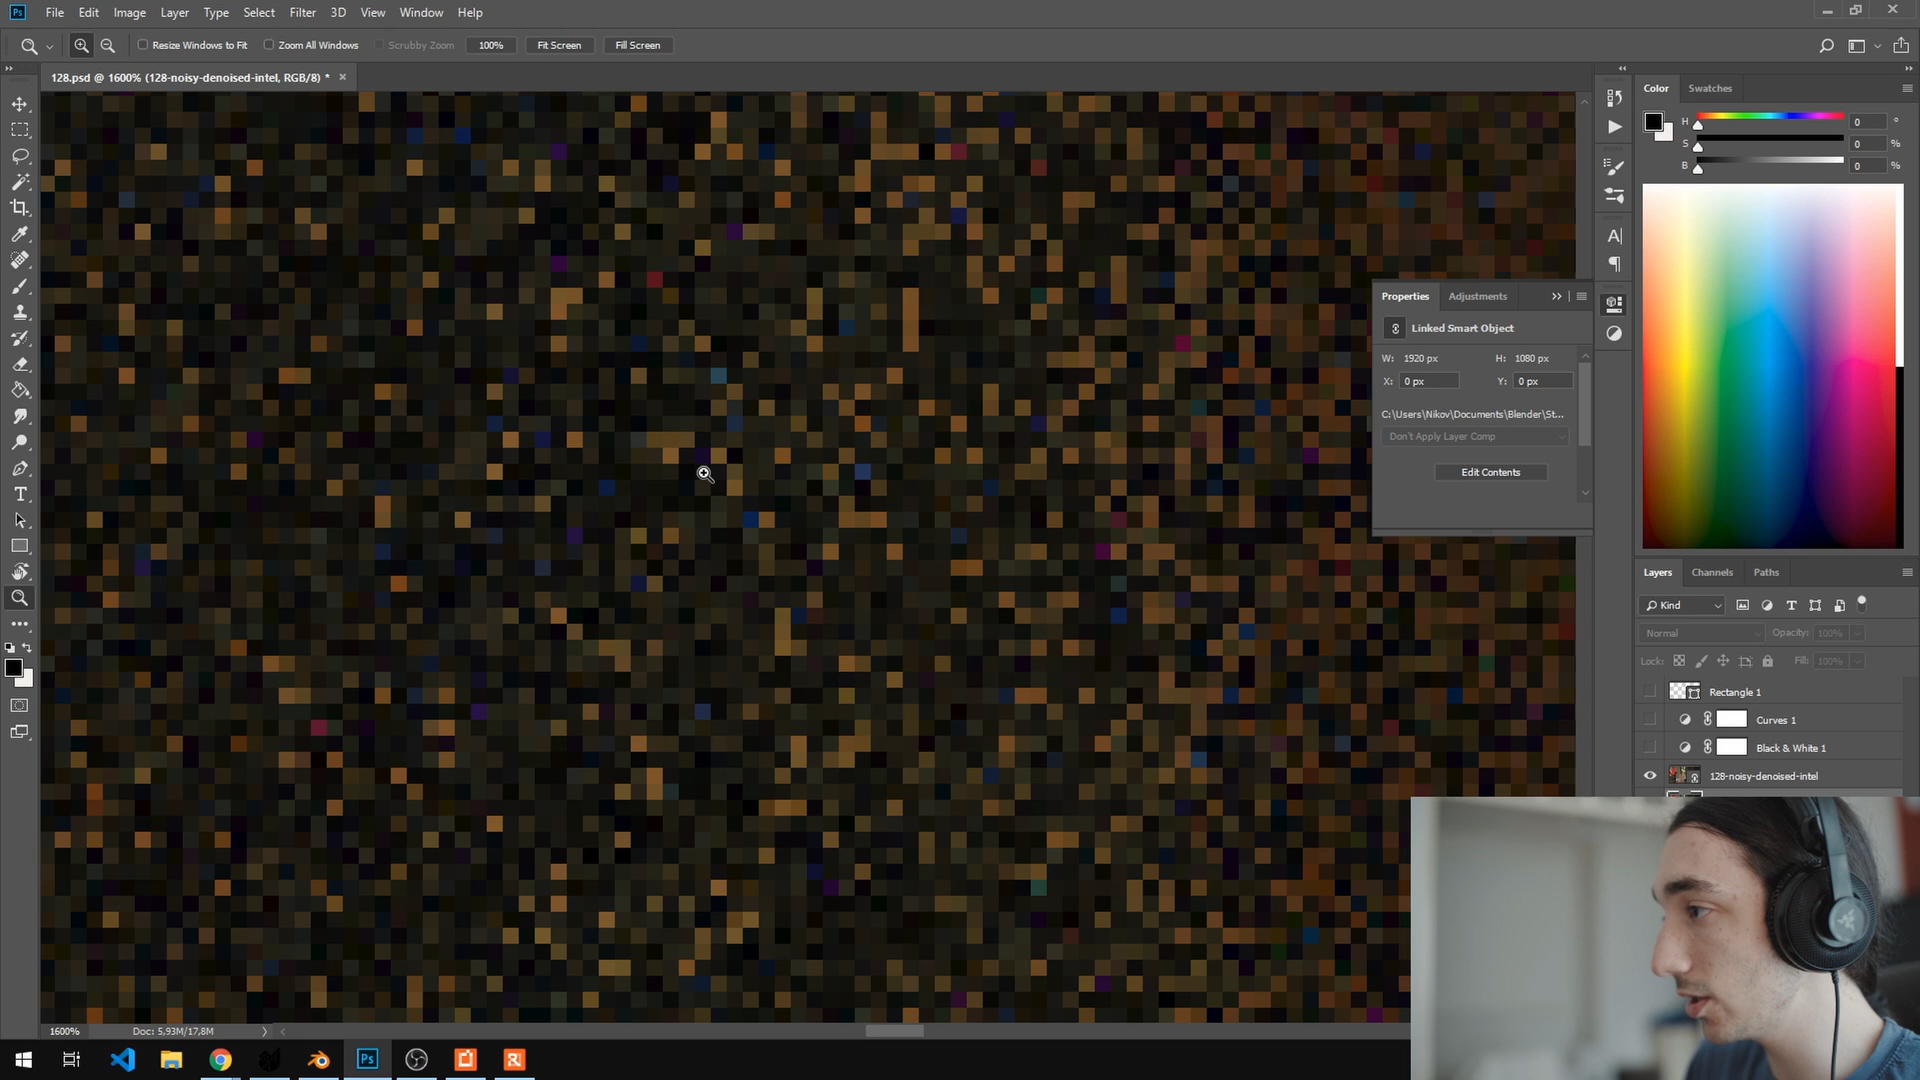 Ps File Edit Image Layer Type Select Filter 3D View Window Help
Resize Windows to Fit Zoom All Windows Scrubby Zoom 100% Fit Screen Fill Screen
128.psd @ 1600% (128-noisy-denoised-intel, RGB/8) *
Color Swatches
H 0 °
S 0 %
B 0 %
Properties Adjustments
Linked Smart Object
W: 1920 px H: 1080 px
X: 0 px Y: 0 px
C:\Users\Nikov\Documents\Blender\St...
Don't Apply Layer Comp
Edit Contents
Layers Channels Paths
Kind
Normal Opacity: 100%
Lock: Fill: 100%
Rectangle 1
Curves 1
Black & White 1
128-noisy-denoised-intel
1600% Doc: 5,93M/17,8M
Ps